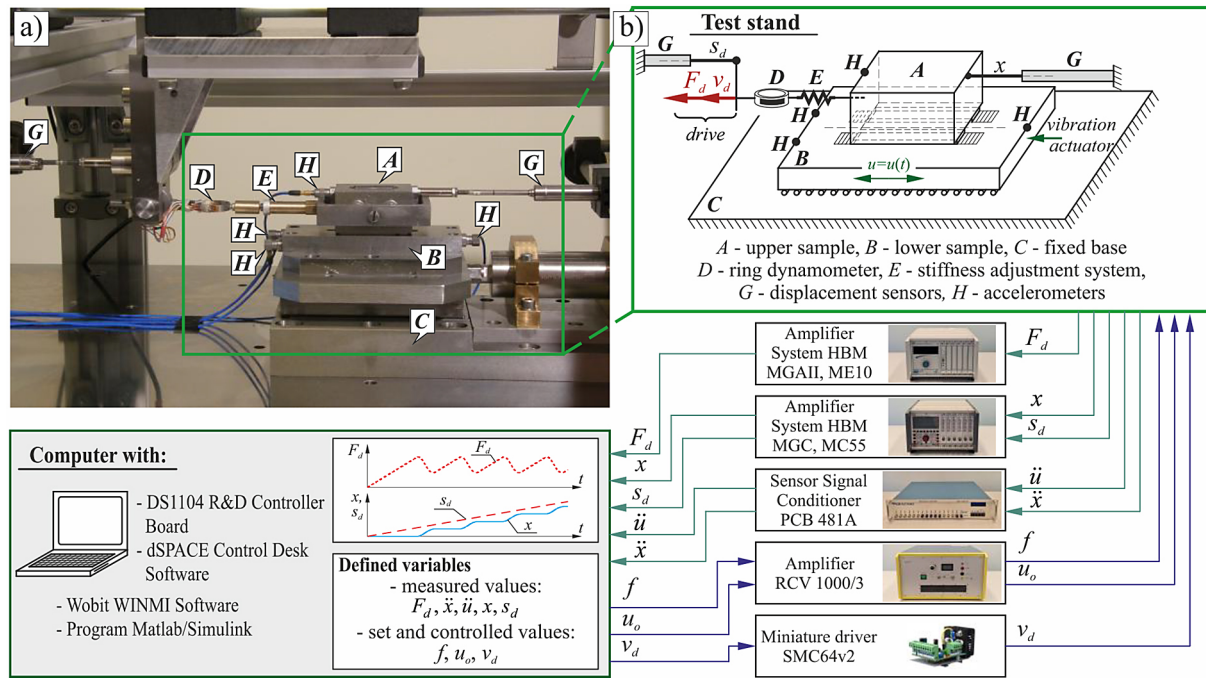 a)
G
D
E
H
A
G
H
H
H
B
C
b)
Test stand
G
s_d
F_d v_d
drive
D
E
H
A
x
G
H
H
H
B
vibration
actuator
u=u(t)
C
A - upper sample, B - lower sample, C - fixed base
D - ring dynamometer, E - stiffness adjustment system,
G - displacement sensors, H - accelerometers
Amplifier
System HBM
MGAII, ME10
F_d
Amplifier
System HBM
MGC, MC55
x
s_d
Sensor Signal
Conditioner
PCB 481A
ü
ẍ
Amplifier
RCV 1000/3
f
u_o
Miniature driver
SMC64v2
v_d
F_d
x
s_d
ü
ẍ
f
u_o
v_d
Computer with:
- DS1104 R&D Controller
Board
- dSPACE Control Desk
Software
- Wobit WINMI Software
- Program Matlab/Simulink
F_d
F_d
t
x,
s_d
s_d
x
t
Defined variables
- measured values:
F_d, ẍ, ü, x, s_d
- set and controlled values:
f, u_o, v_d